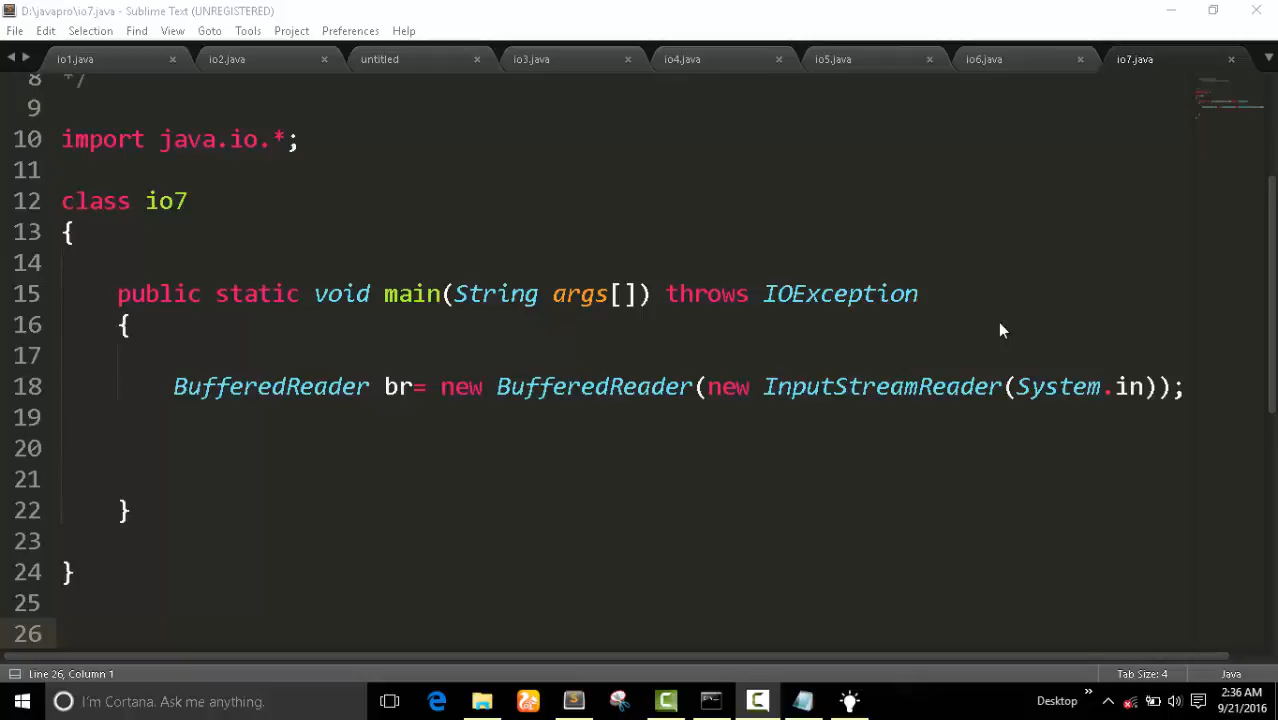 D:\javapro\io7.java - Sublime Text (UNREGISTERED)
File Edit Selection Find View Goto Tools Project Preferences Help
io1.java io2.java untitled io3.java io4.java io5.java io6.java io7.java
8 */
9
10 import java.io.*;
11
12 class io7
13 {
14
15 public static void main(String args[]) throws IOException
16 {
17
18 BufferedReader br= new BufferedReader(new InputStreamReader(System.in));
19
20
21
22 }
23
24 }
25
26
Line 26, Column 1 Tab Size: 4 Java
I'm Cortana. Ask me anything. Desktop 2:36 AM
9/21/2016